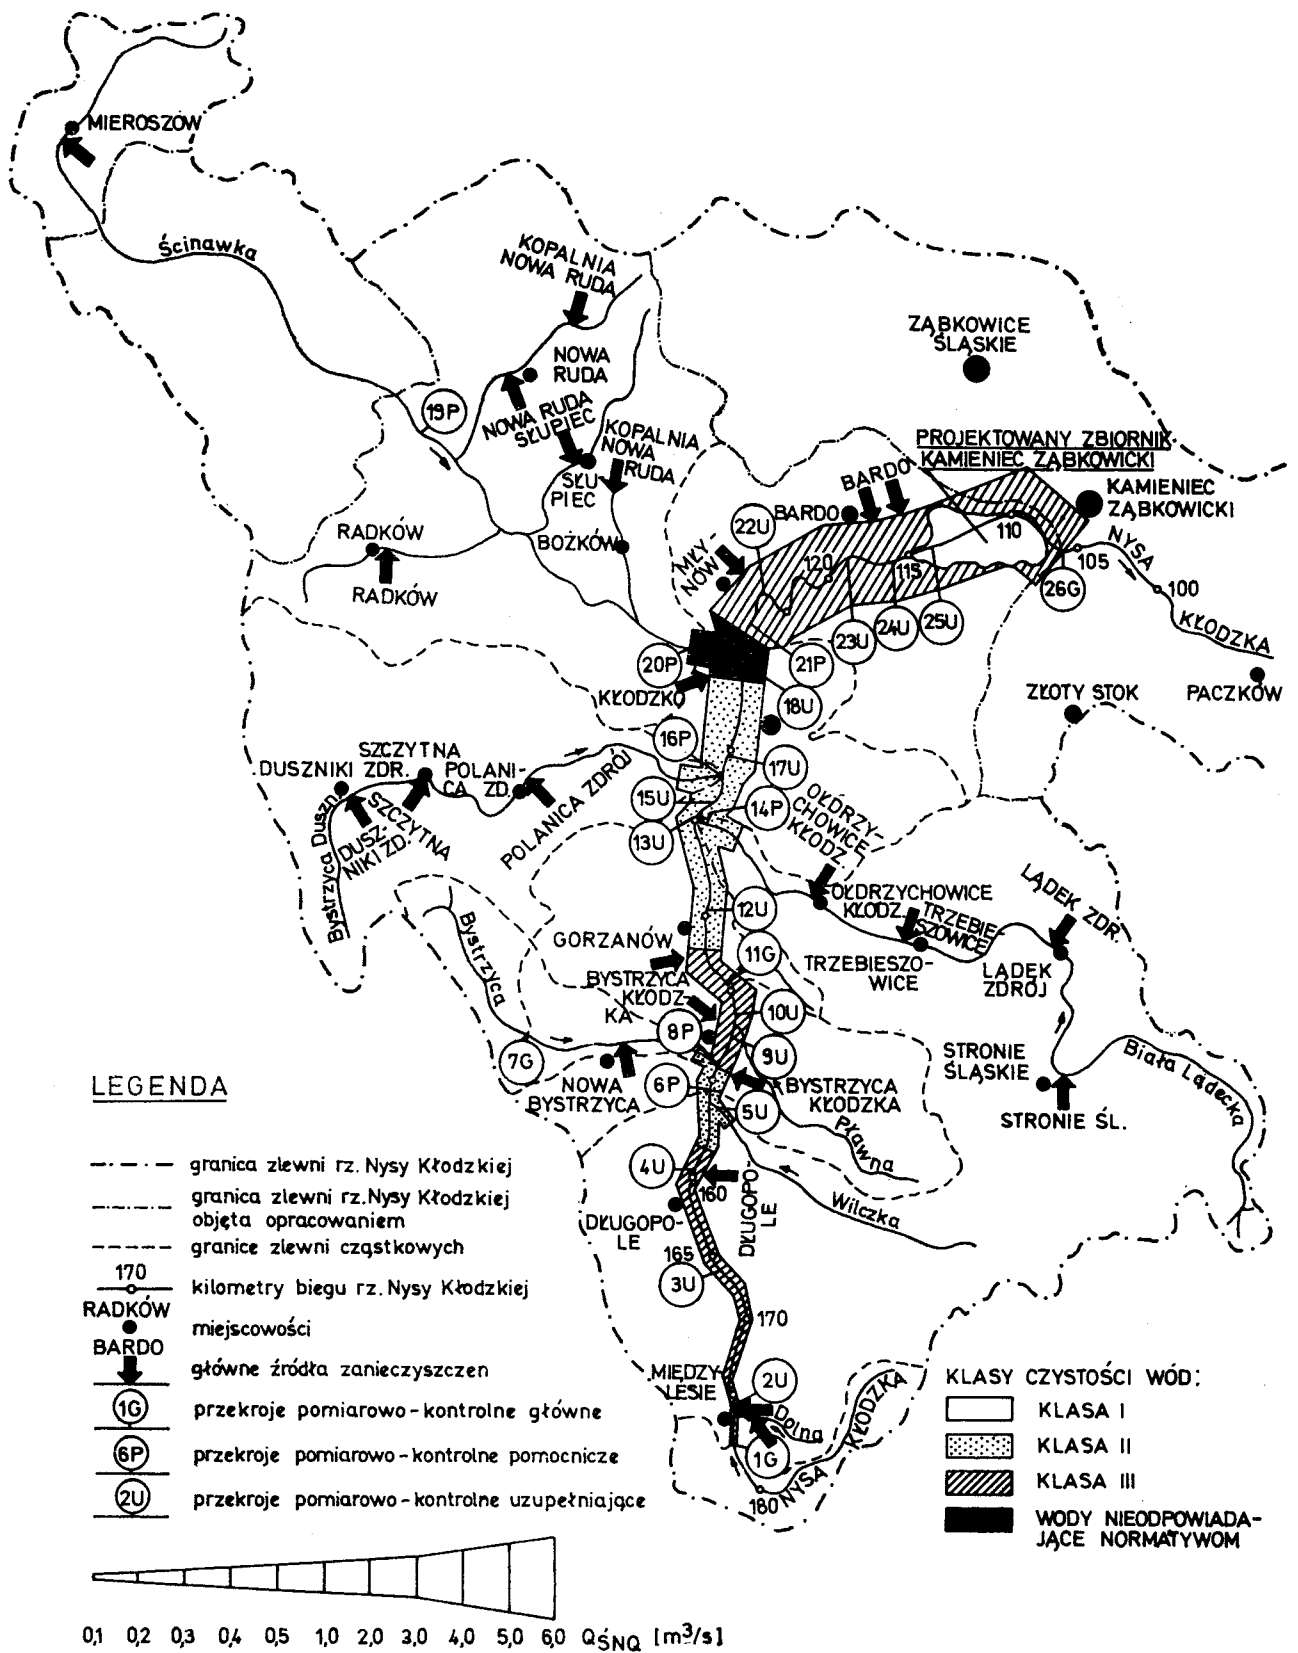 MIEROSZÓW
Ścinawka
KOPALNIA
NOWA RUDA
ZĄBKOWICE
ŚLĄSKIE
NOWA
RUDA
19P
NOWA RUDA
SŁUPIEC
KOPALNIA
NOWA
RUDA
SŁU
PIEC
PROJEKTOWANY ZBIORNIK
KAMIENIEC ZĄBKOWICKI
BARDO
KAMIENIEC
ZĄBKOWICKI
BARDO
22U
RADKÓW
BOŻKÓW
MŁY-
NÓW
120
115
110
105
100
NYSA
KŁODZKA
RADKÓW
26G
25U
24U
23U
21P
20P
KŁODZKO
18U
ZŁOTY STOK
PACZKÓW
16P
17U
SZCZYTNA
DUSZNIKI ZDR.
POLANI-
CA ZD.
POLANICA ZDRÓJ
SZCZYTNA
DUSZ-
NIKI ZD.
Bystrzyca Duszn.
15U
14P
13U
OŁDRZY-
CHOWICE
KŁODZ.
OŁDRZYCHOWICE
KŁODZ.
TRZEBIE-
SZOWICE
LĄDEK ZDR.
12U
Bystrzyca
GORZANÓW
11G
TRZEBIESZO-
WICE
LĄDEK
ZDRÓJ
BYSTRZYCA
KŁODZ-
KA
10U
8P
9U
7G
NOWA
BYSTRZYCA
6P
BYSTRZYCA
KŁODZKA
5U
STRONIE
ŚLĄSKIE
STRONIE ŚL.
Biała Lądecka
Pławna
Wilczka
4U
160
DŁUGOPO-
LE
DŁUGOPO-
LE
165
3U
170
MIĘDZY-
LESIE
2U
Dolna
1G
180
NYSA
KŁODZKA
LEGENDA
granica zlewni rz. Nysy Kłodzkiej
granica zlewni rz. Nysy Kłodzkiej
objęta opracowaniem
granice zlewni cząstkowych
170
kilometry biegu rz. Nysy Kłodzkiej
RADKÓW
miejscowości
BARDO
główne źródła zanieczyszczen
1G
przekroje pomiarowo-kontrolne główne
6P
przekroje pomiarowo-kontrolne pomocnicze
2U
przekroje pomiarowo-kontrolne uzupełniające
0,1 0,2 0,3 0,4 0,5 1,0 2,0 3,0 4,0 5,0 6,0 QŚNQ [m³/s]
KLASY CZYSTOŚCI WÓD:
KLASA I
KLASA II
KLASA III
WODY NIEODPOWIADA-
JĄCE NORMATYWOM